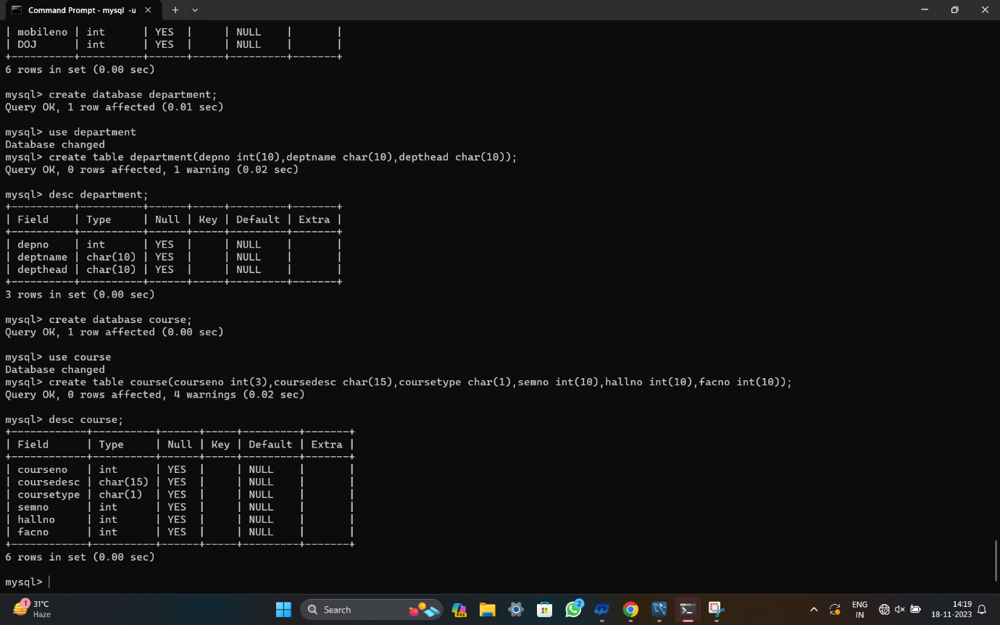 Command Prompt - mysql -u
| mobileno | int      | YES  |     | NULL    |       |
| DOJ      | int      | YES  |     | NULL    |       |
+----------+----------+------+-----+---------+-------+
6 rows in set (0.00 sec)
mysql> create database department;
Query OK, 1 row affected (0.01 sec)
mysql> use department
Database changed
mysql> create table department(depno int(10),deptname char(10),depthead char(10));
Query OK, 0 rows affected, 1 warning (0.02 sec)
mysql> desc department;
+----------+----------+------+-----+---------+-------+
| Field    | Type     | Null | Key | Default | Extra |
+----------+----------+------+-----+---------+-------+
| depno    | int      | YES  |     | NULL    |       |
| deptname | char(10) | YES  |     | NULL    |       |
| depthead | char(10) | YES  |     | NULL    |       |
+----------+----------+------+-----+---------+-------+
3 rows in set (0.00 sec)
mysql> create database course;
Query OK, 1 row affected (0.00 sec)
mysql> use course
Database changed
mysql> create table course(courseno int(3),coursedesc char(15),coursetype char(1),semno int(10),hallno int(10),facno int(10));
Query OK, 0 rows affected, 4 warnings (0.02 sec)
mysql> desc course;
+------------+----------+------+-----+---------+-------+
| Field      | Type     | Null | Key | Default | Extra |
+------------+----------+------+-----+---------+-------+
| courseno   | int      | YES  |     | NULL    |       |
| coursedesc | char(15) | YES  |     | NULL    |       |
| coursetype | char(1)  | YES  |     | NULL    |       |
| semno      | int      | YES  |     | NULL    |       |
| hallno     | int      | YES  |     | NULL    |       |
| facno      | int      | YES  |     | NULL    |       |
+------------+----------+------+-----+---------+-------+
6 rows in set (0.00 sec)
mysql>
1 31°C
Haze
Search
PRE
2
ENG
IN
14:19
18-11-2023